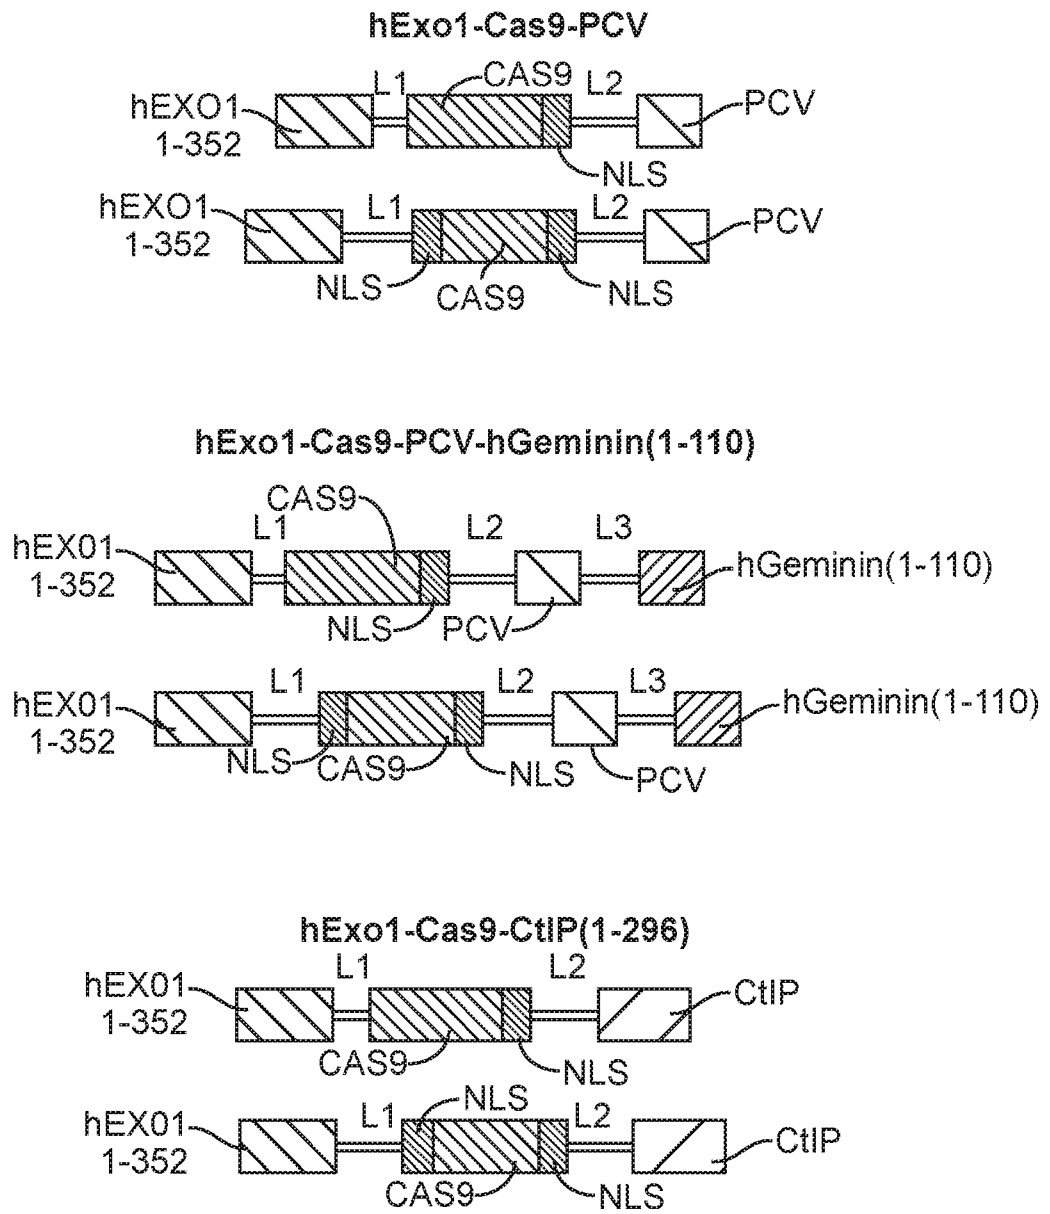 hExo1-Cas9-PCV
L1 CAS9 L2
hEXO1 PCV
1-352
NLS
hEXO1 L1 L2 PCV
1-352
NLS CAS9 NLS
hExo1-Cas9-PCV-hGeminin(1-110)
CAS9
L1 L2 L3
hEX01 hGeminin(1-110)
1-352
NLS PCV
L1 L2 L3
hEX01 hGeminin(1-110)
1-352
NLS CAS9 NLS PCV
hExo1-Cas9-CtIP(1-296)
L1 L2
hEX01 CtIP
1-352
CAS9 NLS
L1 NLS L2
hEX01 CtIP
1-352
CAS9 NLS